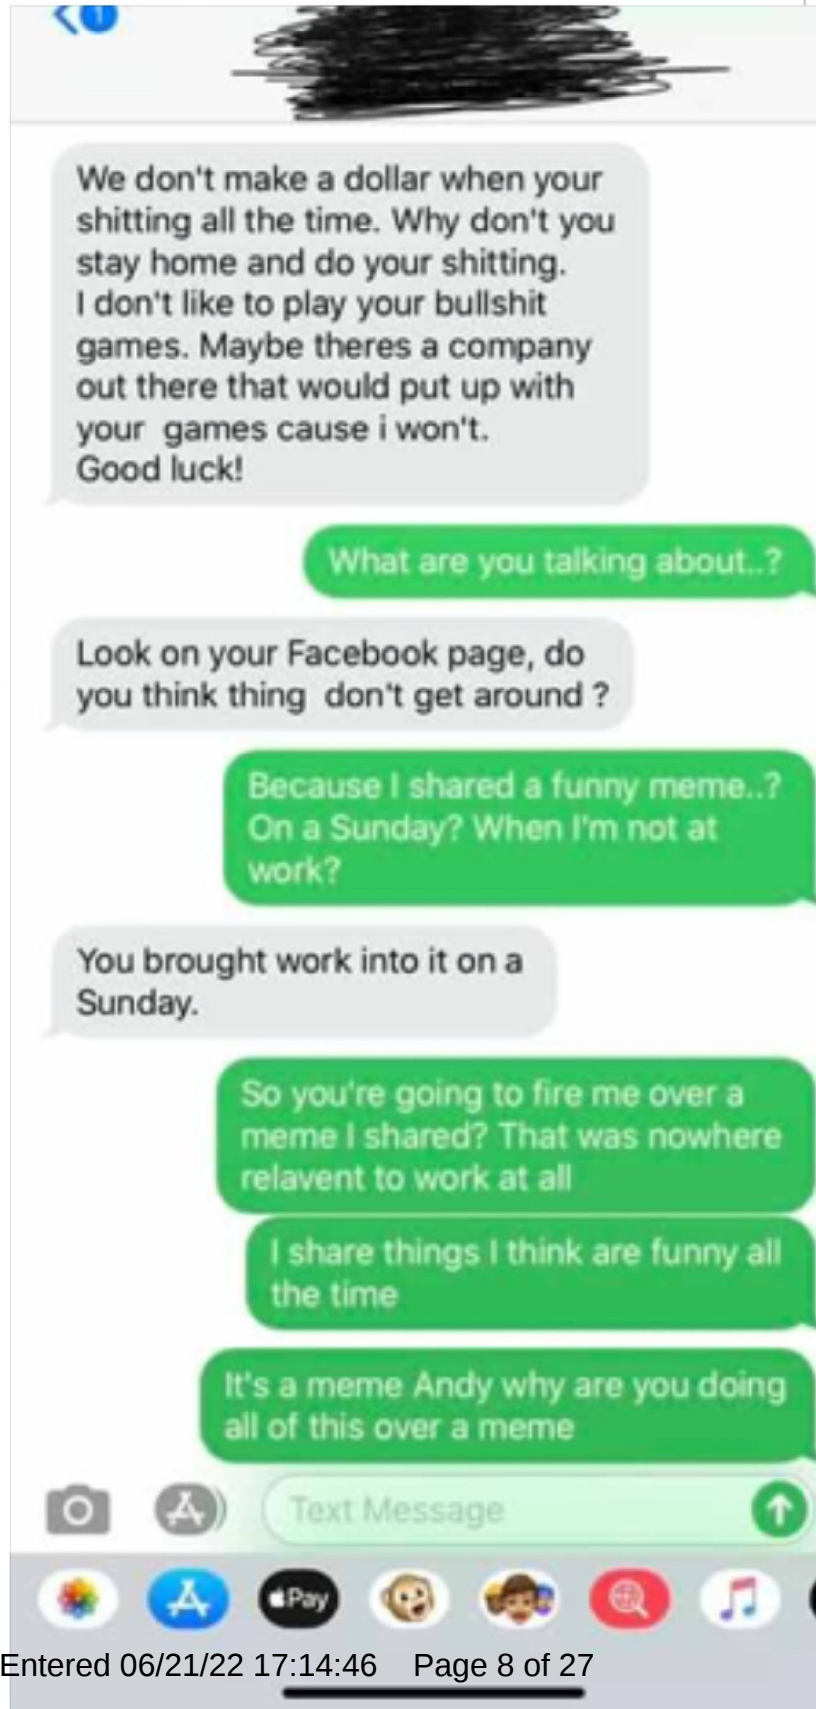 1
We don't make a dollar when your
shitting all the time. Why don't you
stay home and do your shitting.
I don't like to play your bullshit
games. Maybe theres a company
out there that would put up with
your  games cause i won't.
Good luck!
What are you talking about..?
Look on your Facebook page, do
you think thing  don't get around ?
Because I shared a funny meme..?
On a Sunday? When I'm not at
work?
You brought work into it on a
Sunday.
So you're going to fire me over a
meme I shared? That was nowhere
relavent to work at all
I share things I think are funny all
the time
It's a meme Andy why are you doing
all of this over a meme
Text Message
Pay
Entered 06/21/22 17:14:46    Page 8 of 27